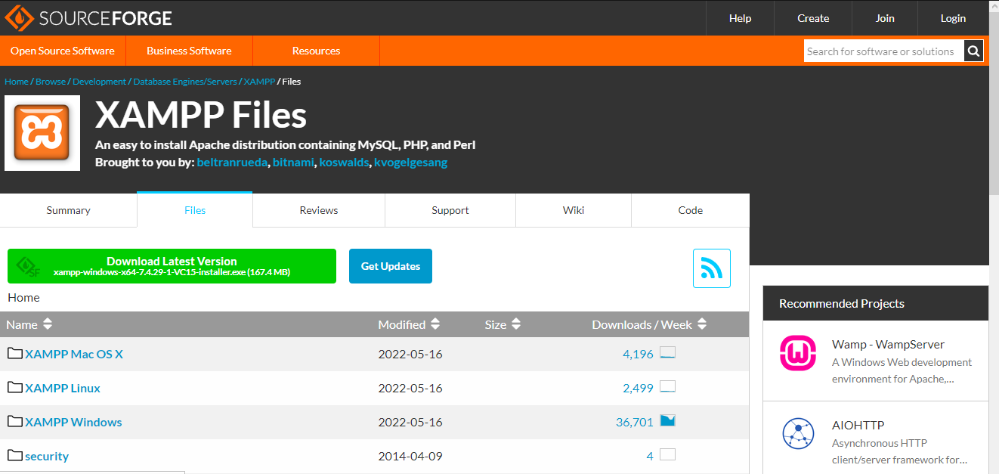 SOURCEFORGE
Help Create Join Login
Open Source Software Business Software Resources
Search for software or solutions
Home / Browse / Development / Database Engines/Servers / XAMPP / Files
XAMPP Files
An easy to install Apache distribution containing MySQL, PHP, and Perl
Brought to you by: beltranrueda, bitnami, koswalds, kvogelgesang
Summary Files Reviews Support Wiki Code
Download Latest Version
xampp-windows-x64-7.4.29-1-VC15-installer.exe (167.4 MB)
Get Updates
Home
Name Modified Size Downloads / Week
XAMPP Mac OS X 2022-05-16 4,196
XAMPP Linux 2022-05-16 2,499
XAMPP Windows 2022-05-16 36,701
security 2014-04-09 4
Recommended Projects
Wamp - WampServer
A Windows Web development
environment for Apache,...
AIOHTTP
Asynchronous HTTP
client/server framework for...